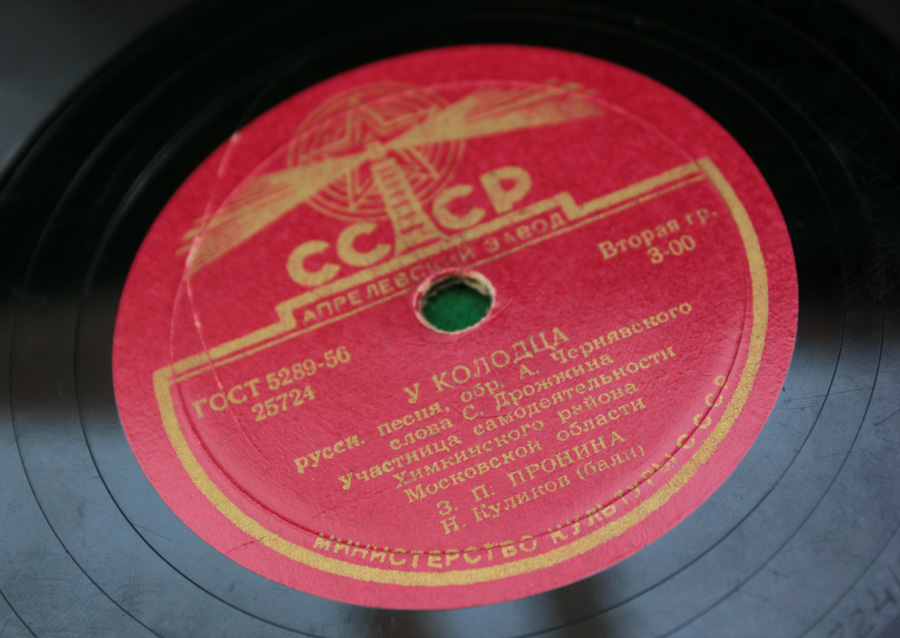 СССР
АПРЕЛЕВСКИЙ ЗАВОД
ГОСТ 5289-56
25724
Вторая гр.
3-00
У КОЛОДЦА
русск. песня, обр. А. Чернявского
слова С. Дрожжина
Участница самодеятельности
Химкинского района
Московской области
З. П. ПРОНИНА
Н. Куликов (баян)
МИНИСТЕРСТВО КУЛЬТУРЫ СССР